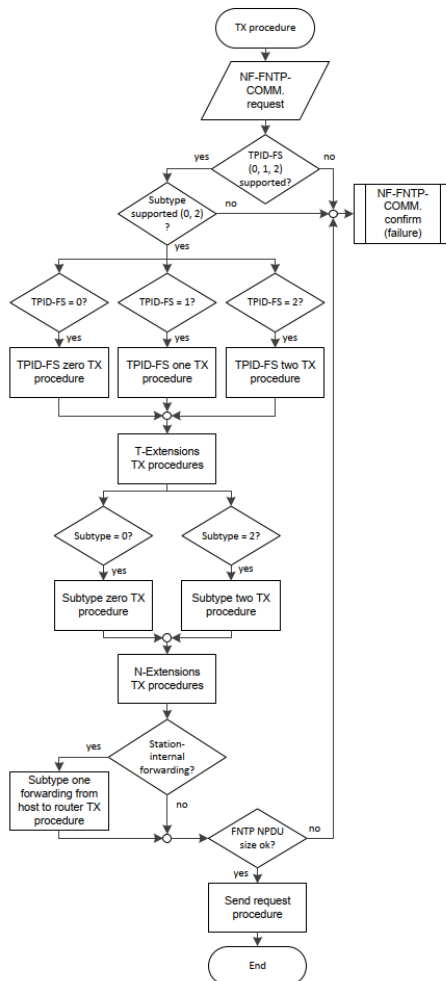 TX procedure
NF-FNTP-
COMM.
request
TPID-FS
(0, 1, 2)
supported?
yes
no
Subtype
supported (0, 2)
?
no
NF-FNTP-
COMM.
confirm
(failure)
yes
TPID-FS = 0?
TPID-FS = 1?
TPID-FS = 2?
yes
yes
yes
TPID-FS zero TX
procedure
TPID-FS one TX
procedure
TPID-FS two TX
procedure
T-Extensions
TX procedures
Subtype = 0?
Subtype = 2?
yes
yes
Subtype zero TX
procedure
Subtype two TX
procedure
N-Extensions
TX procedures
Station-
internal
forwarding?
yes
Subtype one
forwarding from
host to router TX
procedure
no
FNTP NPDU
size ok?
no
yes
Send request
procedure
End